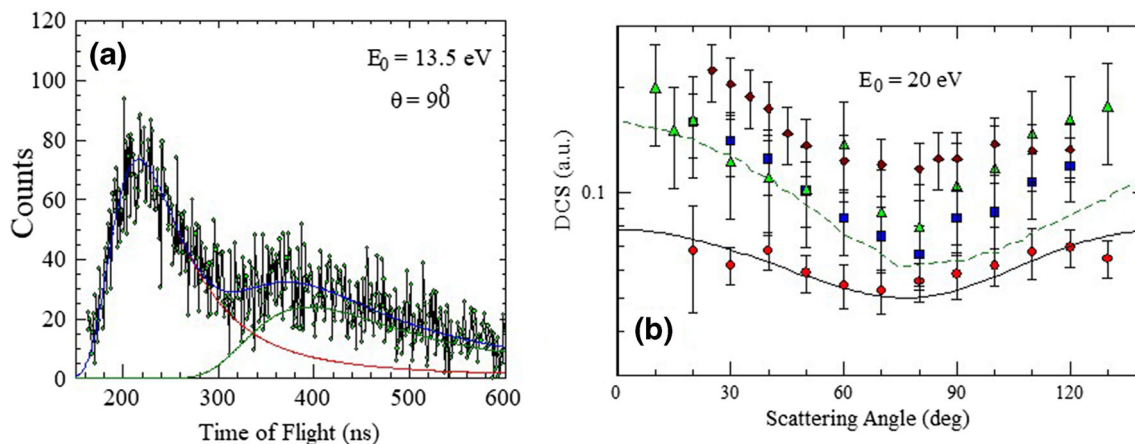 (a)
E₀ = 13.5 eV
θ = 90°
120
100
80
60
40
20
0
Counts
200 300 400 500 600
Time of Flight (ns)
E₀ = 20 eV
DCS (a.u.)
0.1
(b)
0 30 60 90 120
Scattering Angle (deg)